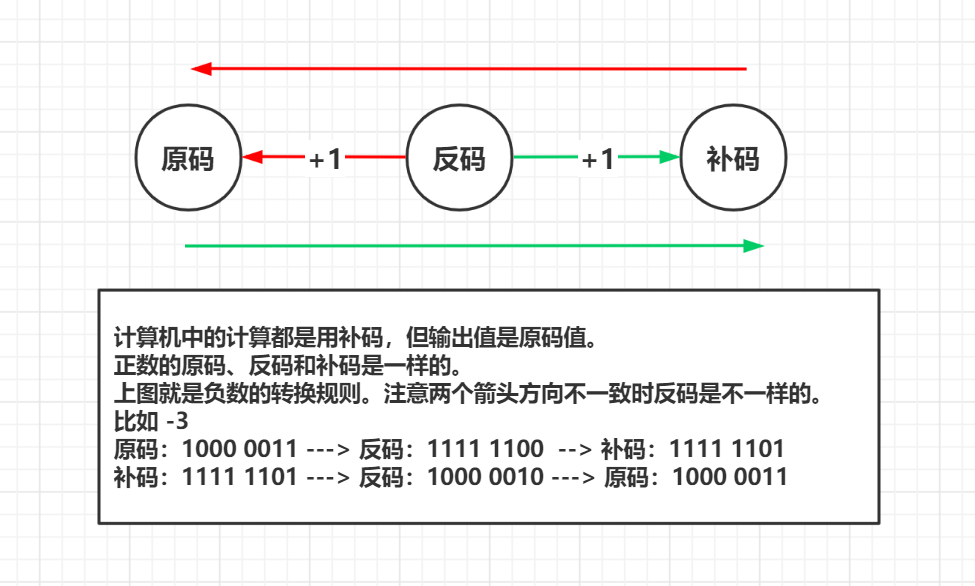 原码 +1 反码 +1 补码
计算机中的计算都是用补码，但输出值是原码值。
正数的原码、反码和补码是一样的。
上图就是负数的转换规则。注意两个箭头方向不一致时反码是不一样的。
比如 -3
原码：1000 0011 ---> 反码：1111 1100 --> 补码：1111 1101
补码：1111 1101 ---> 反码：1000 0010 ---> 原码：1000 0011